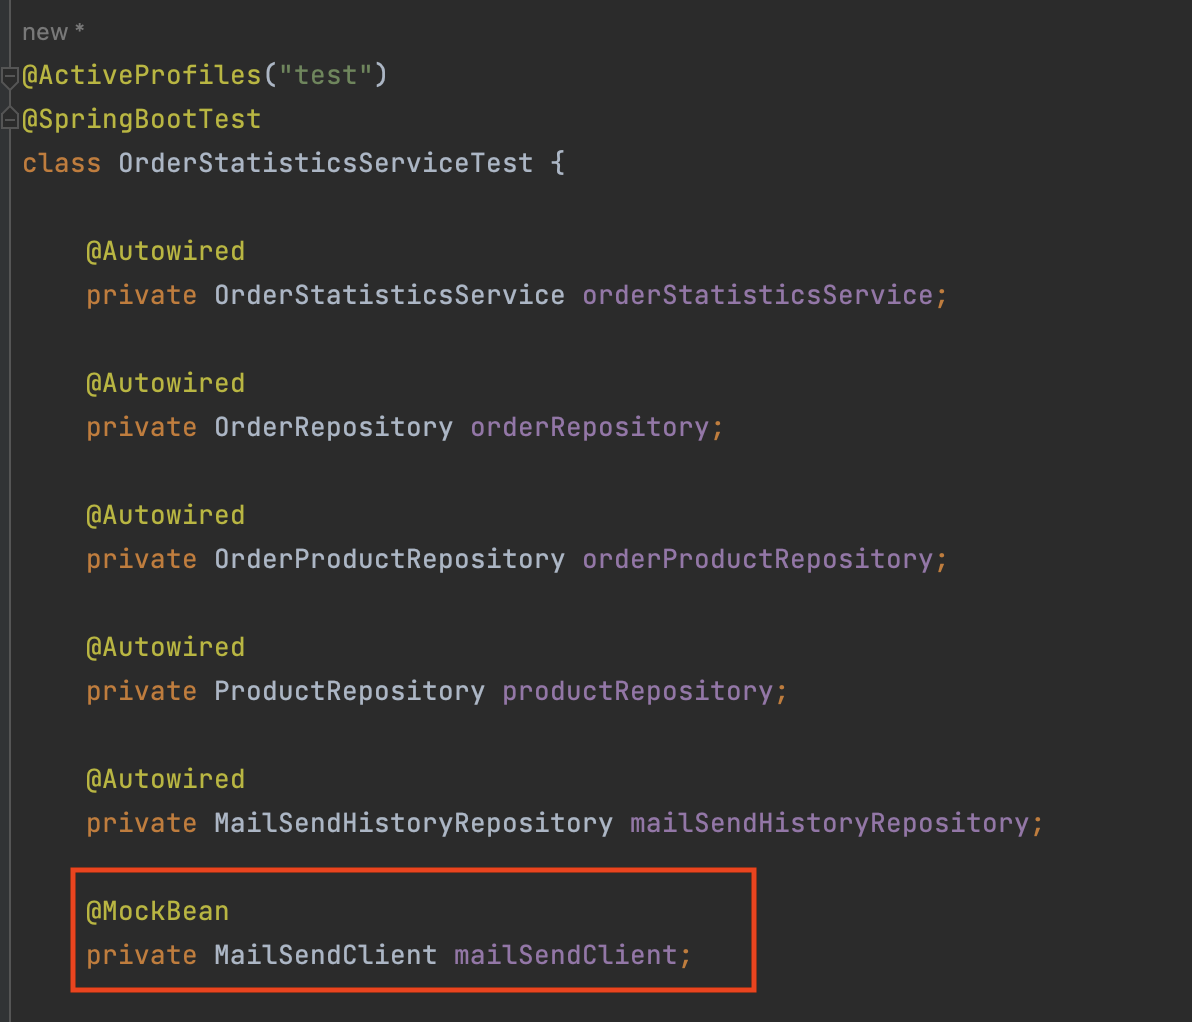 new *
@ActiveProfiles("test")
@SpringBootTest
class OrderStatisticsServiceTest {
@Autowired
private OrderStatisticsService orderStatisticsService;
@Autowired
private OrderRepository orderRepository;
@Autowired
private OrderProductRepository orderProductRepository;
@Autowired
private ProductRepository productRepository;
@Autowired
private MailSendHistoryRepository mailSendHistoryRepository;
@MockBean
private MailSendClient mailSendClient;